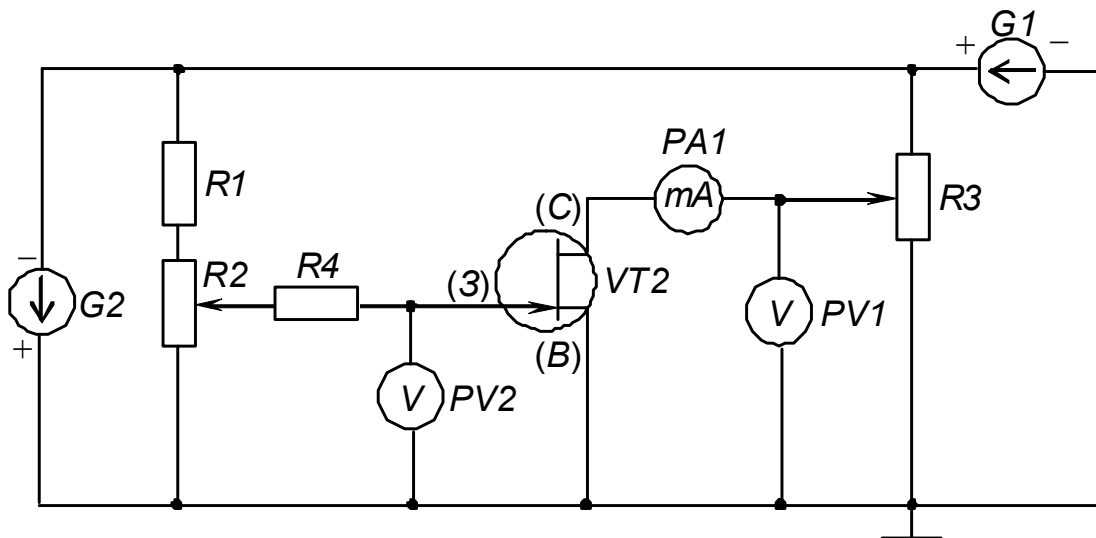 + G1 −
PA1
R1
(С) mA R3
−
R2 R4 (З) VT2
G2 V PV1
+
(В)
V PV2